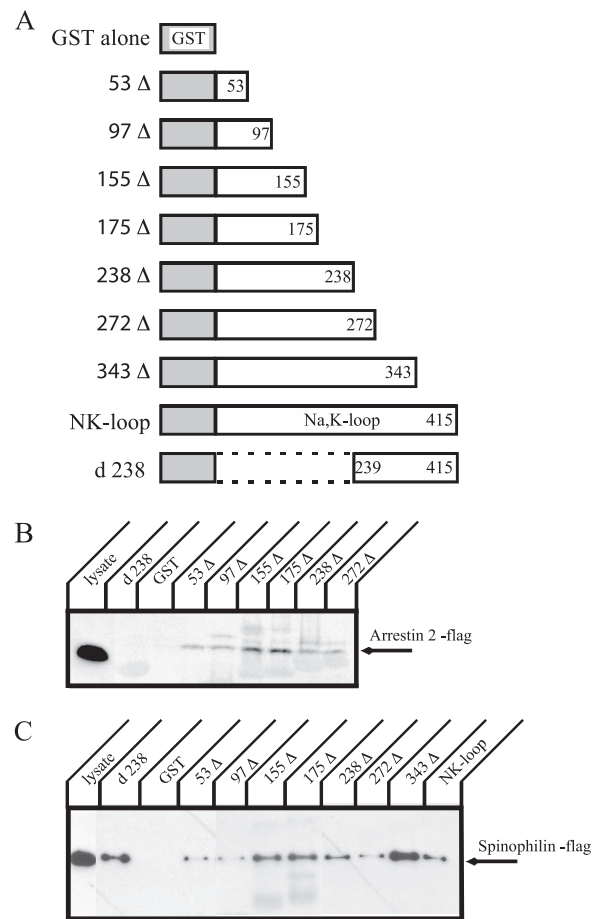 A
GST alone GST
53 Δ 53
97 Δ 97
155 Δ 155
175 Δ 175
238 Δ 238
272 Δ 272
343 Δ 343
NK-loop Na,K-loop 415
d 238 239 415
B
lysate d 238 GST 53 Δ 97 Δ 155 Δ 175 Δ 238 Δ 272 Δ
Arrestin 2 -flag
C
lysate d 238 GST 53 Δ 97 Δ 155 Δ 175 Δ 238 Δ 272 Δ 343 Δ NK-loop
Spinophilin -flag